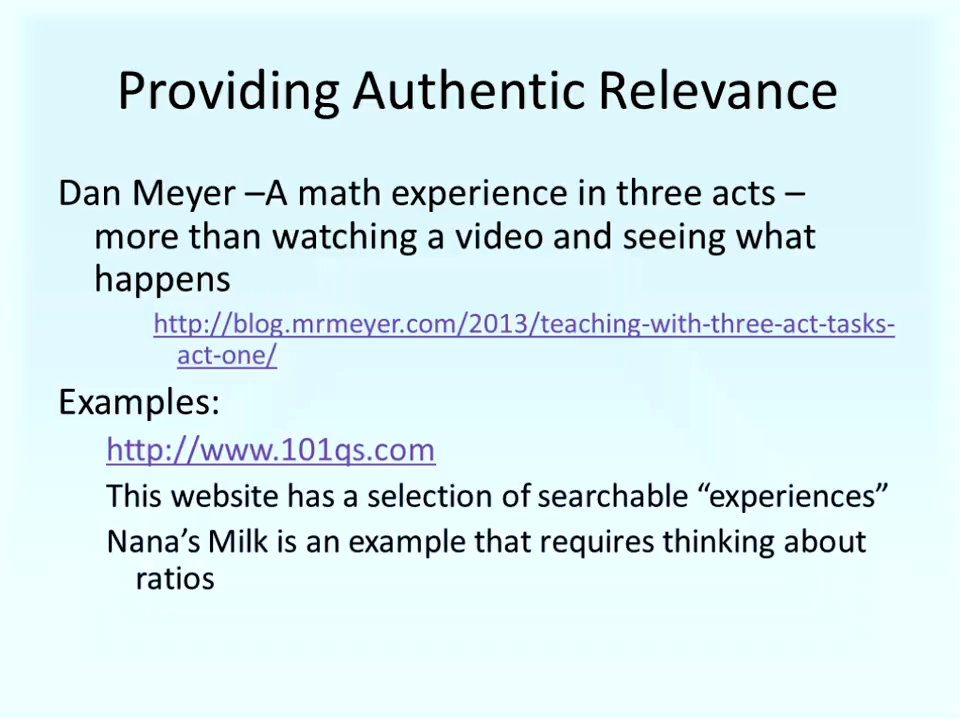 Providing Authentic Relevance
Dan Meyer –A math experience in three acts –
more than watching a video and seeing what
happens
http://blog.mrmeyer.com/2013/teaching-with-three-act-tasks-
act-one/
Examples:
http://www.101qs.com
This website has a selection of searchable “experiences”
Nana’s Milk is an example that requires thinking about
ratios